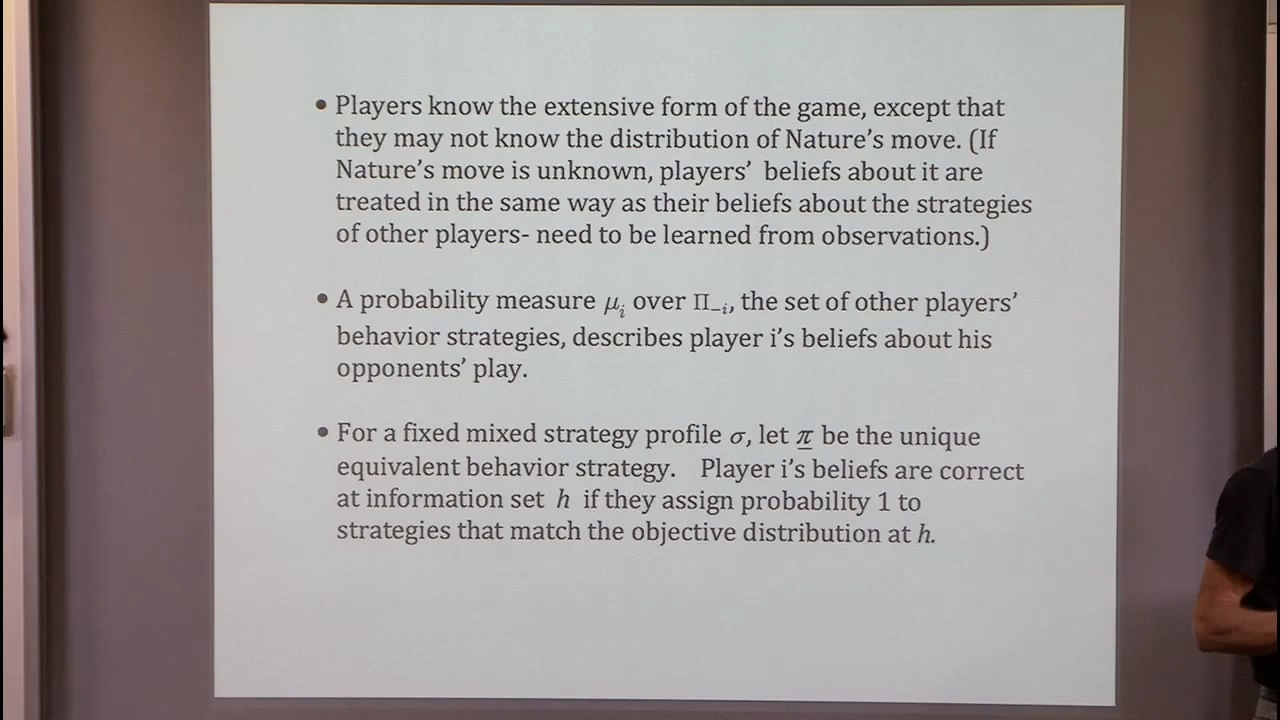 • Players know the extensive form of the game, except that
they may not know the distribution of Nature's move. (If
Nature's move is unknown, players' beliefs about it are
treated in the same way as their beliefs about the strategies
of other players- need to be learned from observations.)
• A probability measure μᵢ over Π₋ᵢ, the set of other players'
behavior strategies, describes player i's beliefs about his
opponents' play.
• For a fixed mixed strategy profile σ, let π̲ be the unique
equivalent behavior strategy. Player i's beliefs are correct
at information set h if they assign probability 1 to
strategies that match the objective distribution at h.